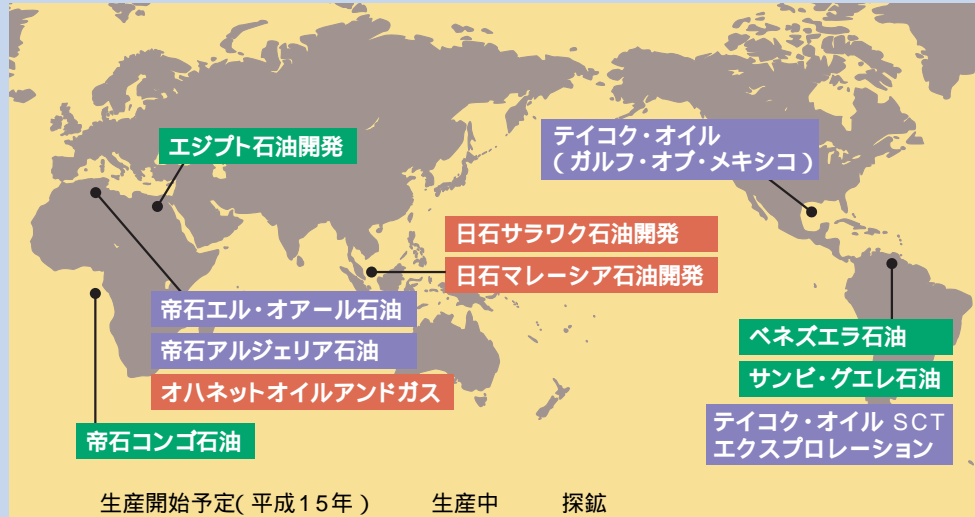 エジプト石油開発
テイコク・オイル
(ガルフ・オブ・メキシコ)
日石サラワク石油開発
日石マレーシア石油開発
帝石エル・オアール石油
帝石アルジェリア石油
オハネットオイルアンドガス
帝石コンゴ石油
ベネズエラ石油
サンビ・グエレ石油
テイコク・オイル SCT
エクスプロレーション
生産開始予定(平成15年) 生産中 探鉱